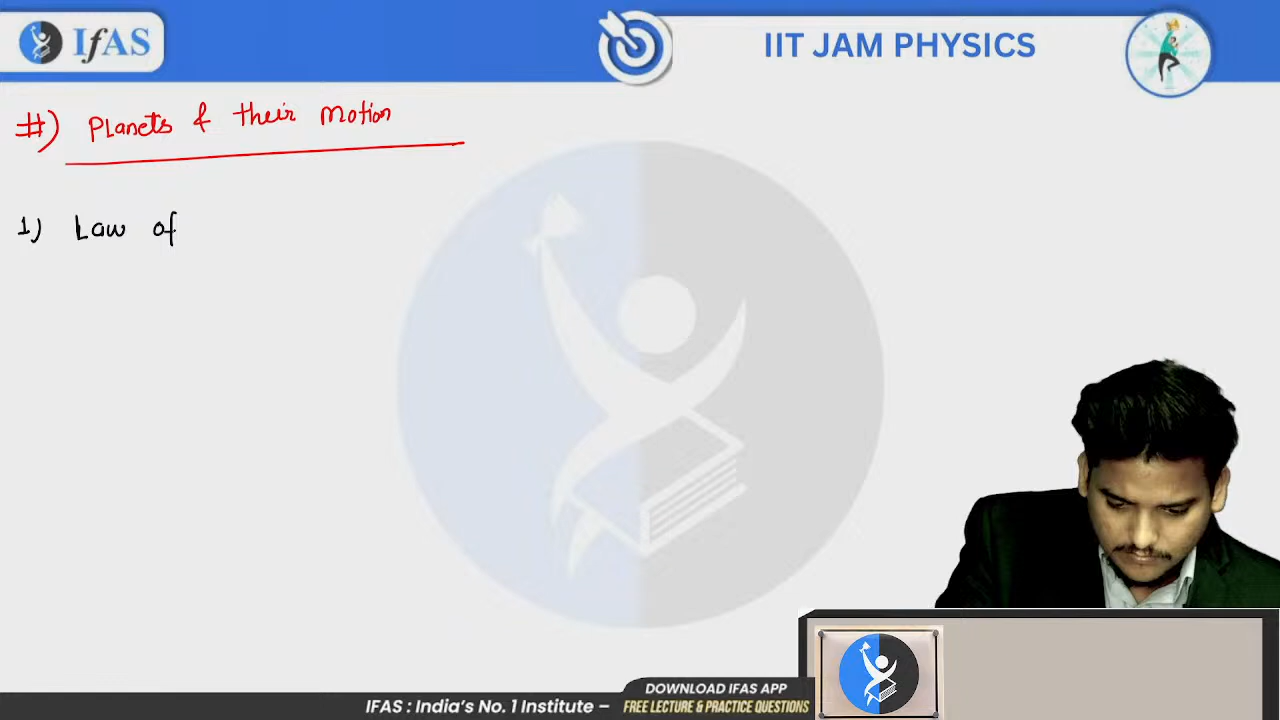 IfAS
IIT JAM PHYSICS
#) Planets & their Motion
1) Law of
DOWNLOAD IFAS APP
IFAS : India's No. 1 Institute – FREE LECTURE & PRACTICE QUESTIONS